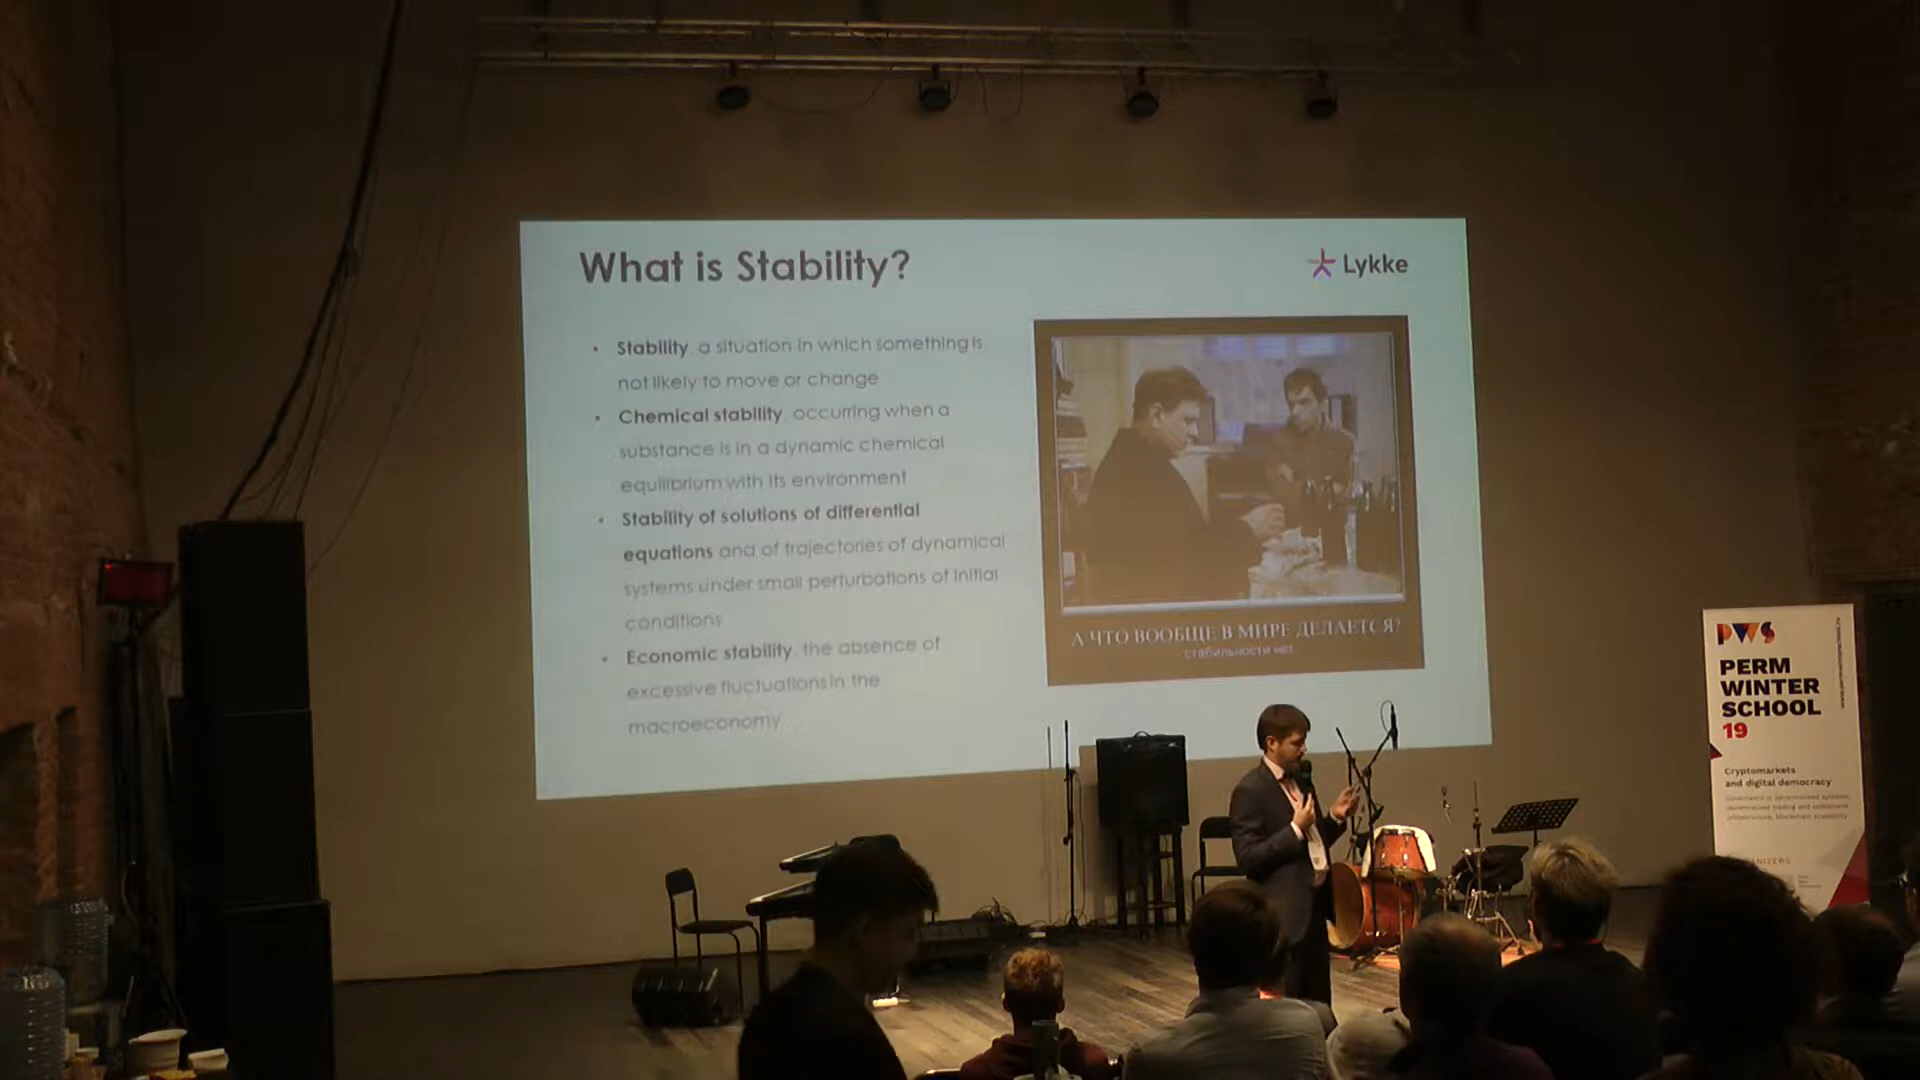 What is Stability?
Lykke
Stability, a situation in which something is
not likely to move or change
Chemical stability, occurring when a
substance is in a dynamic chemical
equilibrium with its environment
Stability of solutions of differential
equations and of trajectories of dynamical
systems under small perturbations of initial
conditions
Economic stability, the absence of
excessive fluctuations in the
macroeconomy
А ЧТО ВООБЩЕ В МИРЕ ДЕЛАЕТСЯ?
стабильности нет
PWS
PERM
WINTER
SCHOOL
19
Cryptomarkets
and digital democracy